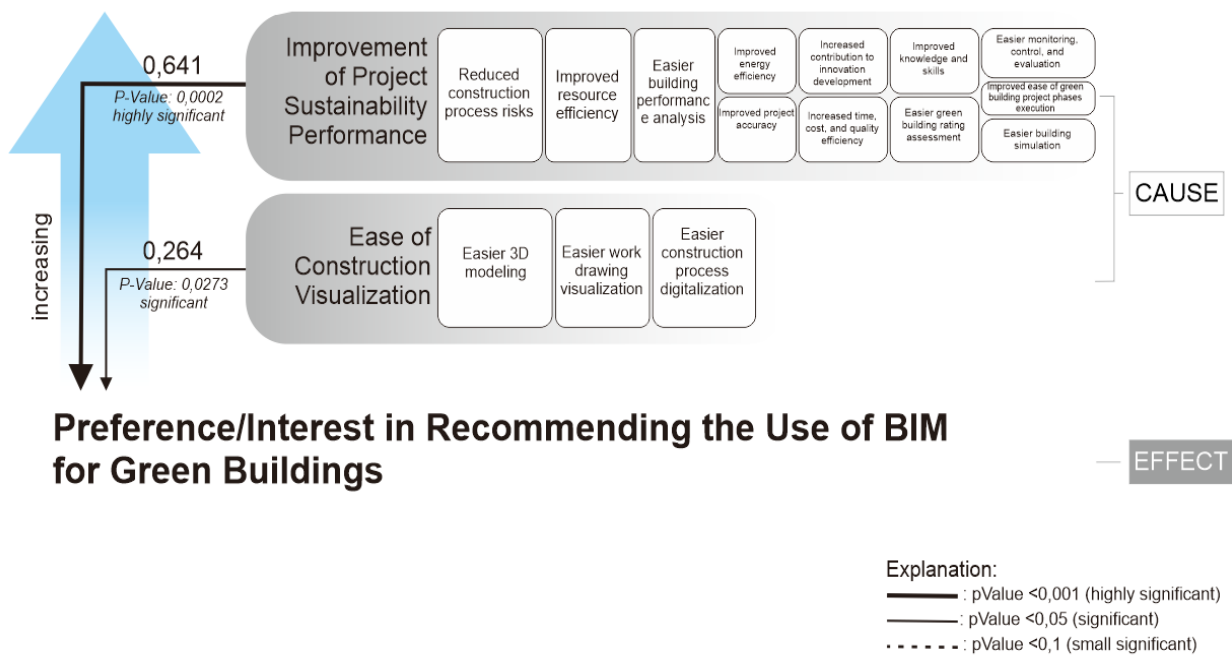 Improvement
of Project
Sustainability
Performance
0,641
P-Value: 0,0002
highly significant
Reduced
construction
process risks
Improved
resource
efficiency
Easier
building
performanc
e analysis
Improved
energy
efficiency
Improved project
accuracy
Increased
contribution to
innovation
development
Increased time,
cost, and quality
efficiency
Improved
knowledge and
skills
Easier green
building rating
assessment
Easier monitoring,
control, and
evaluation
Improved ease of green
building project phases
execution
Easier building
simulation
CAUSE
increasing
0,264
P-Value: 0,0273
significant
Ease of
Construction
Visualization
Easier 3D
modeling
Easier work
drawing
visualization
Easier
construction
process
digitalization
Preference/Interest in Recommending the Use of BIM
for Green Buildings
EFFECT
Explanation:
: pValue <0,001 (highly significant)
: pValue <0,05 (significant)
: pValue <0,1 (small significant)